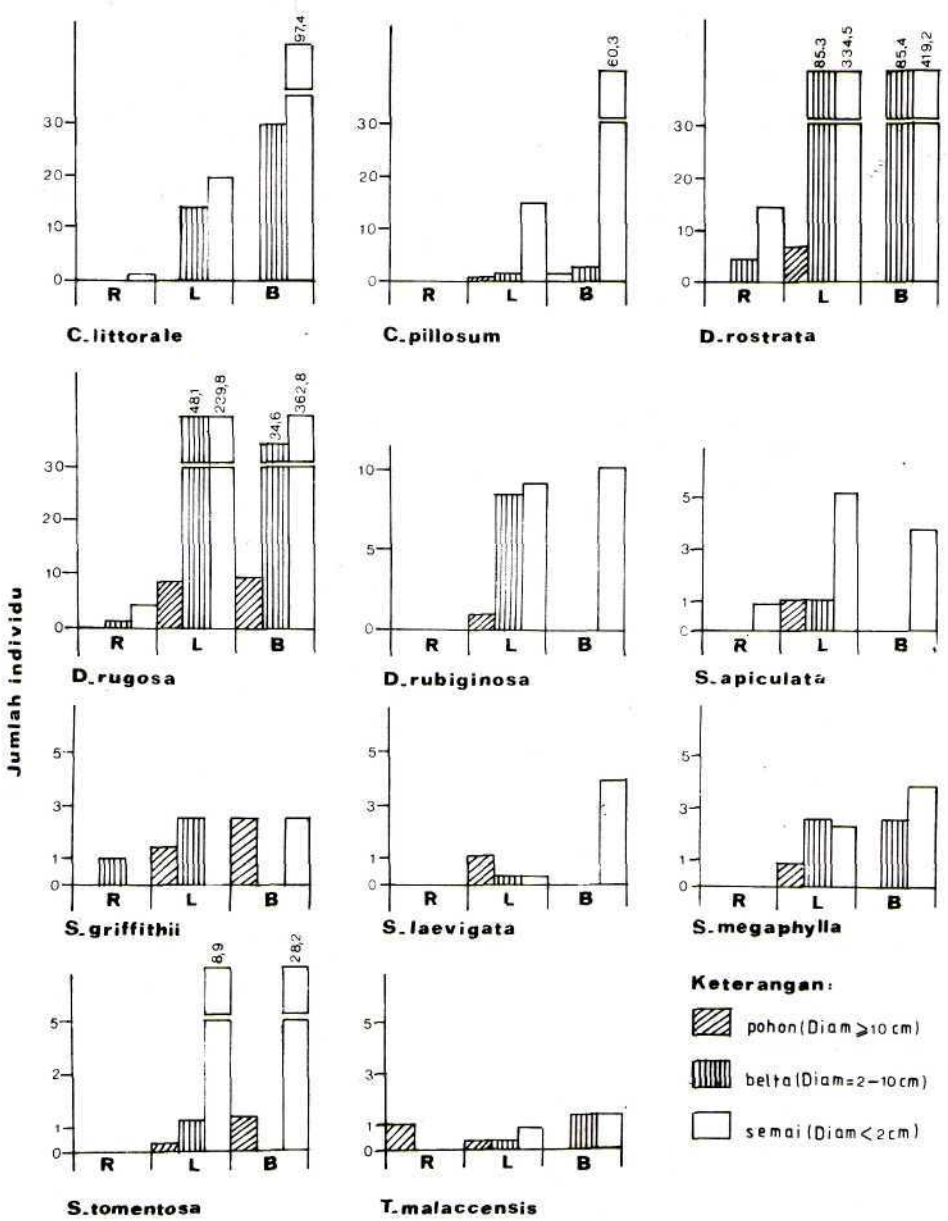 Jumlah individu
97,4
30
20
10
0
R L B
C.littorale
60,3
30
20
10
0
R L B
C.pillosum
85.3 334,5 85,4 419,2
30
20
10
0
R L B
D.rostrata
48,1 239,8 34,6 362,8
30
20
10
0
R L B
D.rugosa
10
5
0
R L B
D.rubiginosa
5
3
1
0
R L B
S.apiculata
5
3
1
0
R L B
S.griffithii
5
3
1
0
R L B
S.laevigata
5
3
1
0
R L B
S.megaphylla
8,9 28,2
5
2
1
0
R L B
S.tomentosa
5
3
1
0
R L B
T.malaccensis
Keterangan:
pohon (Diam ⩾ 10 cm)
belta (Diam = 2-10 cm)
semai (Diam < 2 cm)